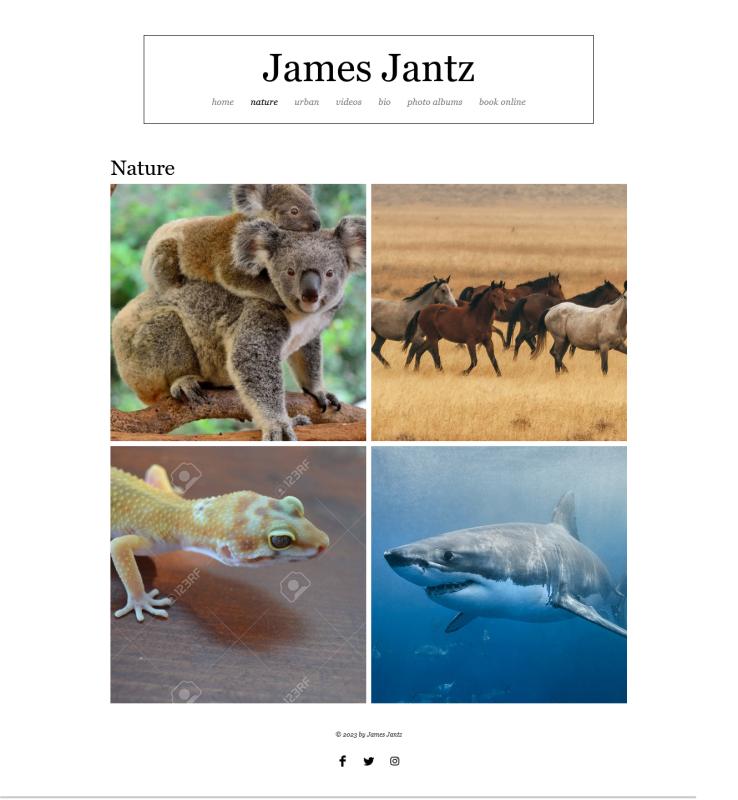 James Jantz
home nature urban videos bio photo albums book online
Nature
123RF
123RF
123RF
123RF
© 2023 by James Jantz